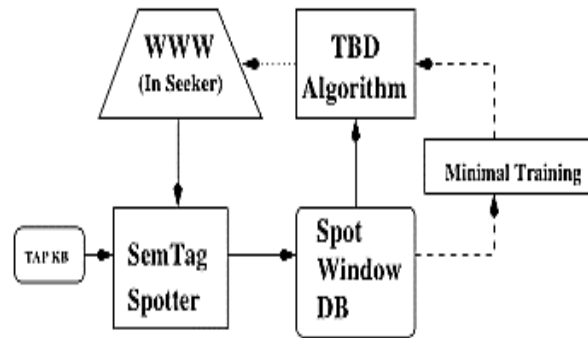 WWW
(In Seeker)
TBD
Algorithm
Minimal Training
TAP KB
SemTag
Spotter
Spot
Window
DB